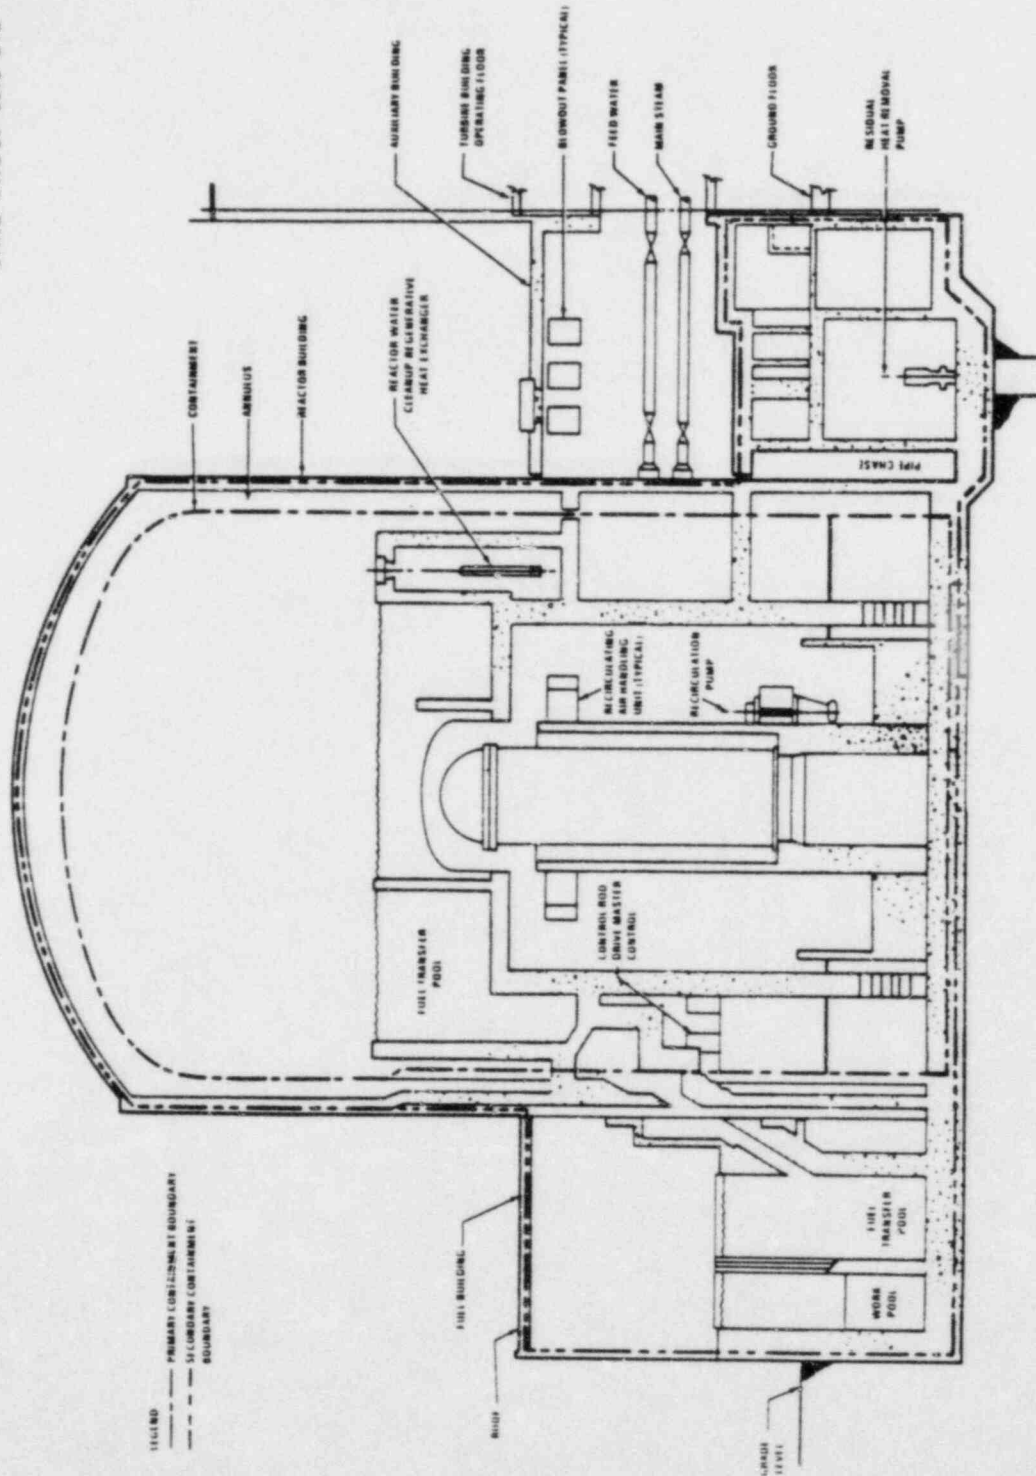 LEGEND
PRIMARY CONTAINMENT BOUNDARY
SECONDARY CONTAINMENT
BOUNDARY
CONTAINMENT
ANNULUS
REACTOR BUILDING
REACTOR WATER
CLEANUP REGENERATIVE
HEAT EXCHANGER
AUXILIARY BUILDING
TURBINE BUILDING
OPERATING FLOOR
BLOWOUT PANEL (TYPICAL)
FEED WATER
MAIN STEAM
GROUND FLOOR
RESIDUAL
HEAT REMOVAL
PUMP
PIPE CHASE
RECIRCULATING
AIR HANDLING
UNIT (TYPICAL)
RECIRCULATION
PUMP
FUEL TRANSFER
POOL
CONTROL ROD
DRIVE MASTER
CONTROL
FUEL BUILDING
ROOF
FUEL
TRANSFER
POOL
WORK
POOL
GRADE
LEVEL